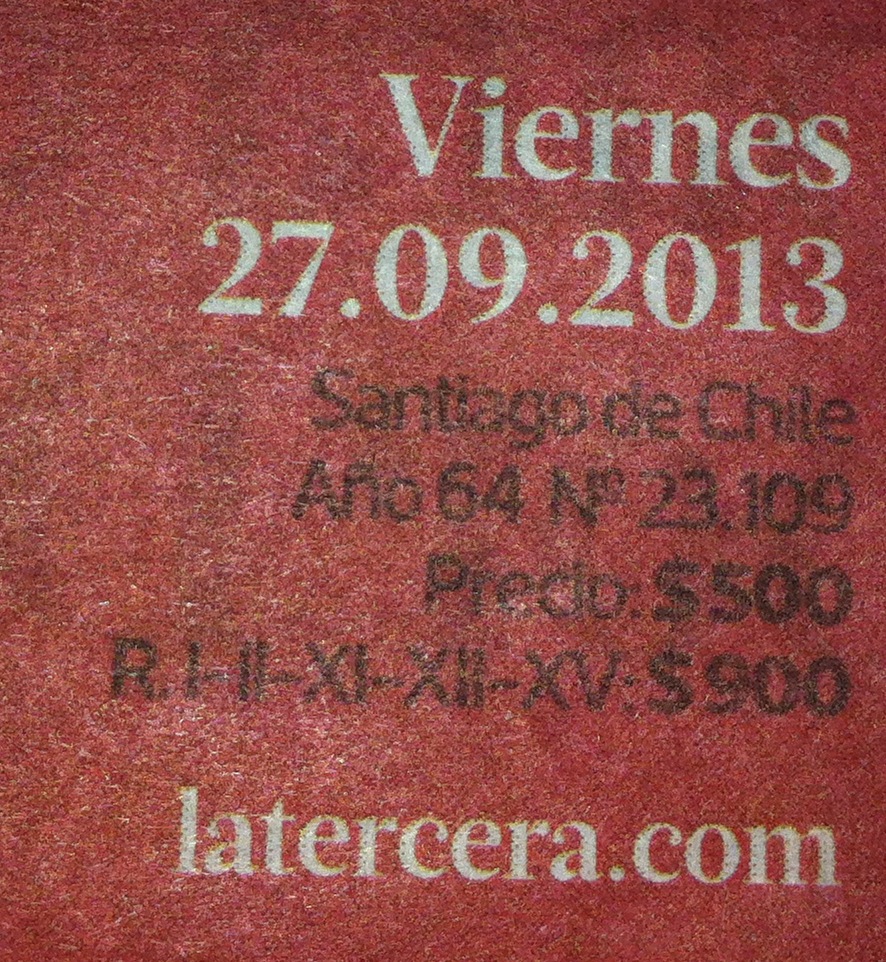 Viernes
27.09.2013
Santiago de Chile
Año 64 Nº 23.109
Precio: $500
R. I-II-XI-XII-XV: $900
latercera.com